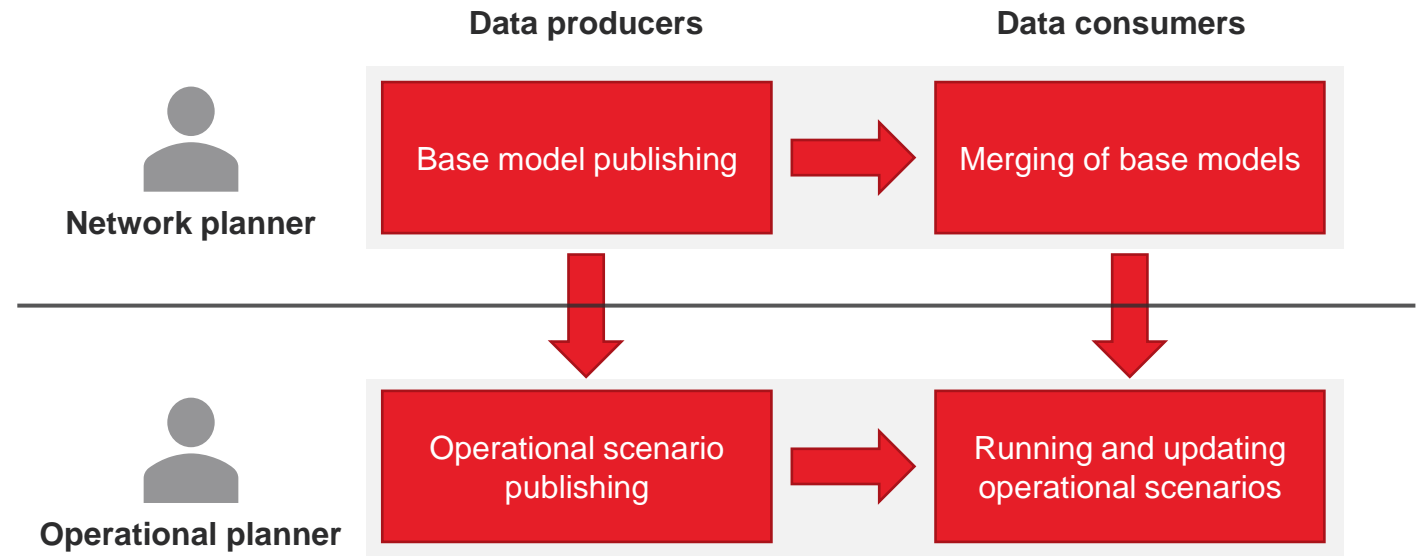 Data producers
Data consumers
Base model publishing
Merging of base models
Network planner
Operational scenario
publishing
Running and updating
operational scenarios
Operational planner